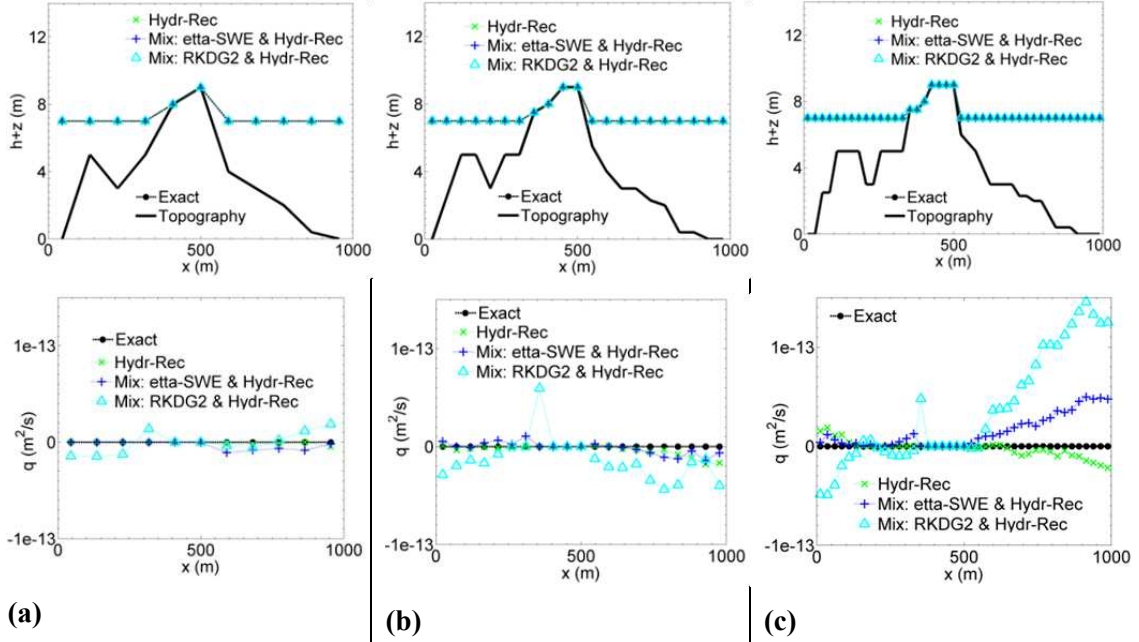 Hydr-Rec
Mix: etta-SWE & Hydr-Rec
Mix: RKDG2 & Hydr-Rec
12
8
4
0
h+z (m)
Exact
Topography
0
500
1000
x (m)
Hydr-Rec
Mix: etta-SWE & Hydr-Rec
Mix: RKDG2 & Hydr-Rec
12
8
4
0
h+z (m)
Exact
Topography
0
500
1000
x (m)
Hydr-Rec
Mix: etta-SWE & Hydr-Rec
Mix: RKDG2 & Hydr-Rec
12
8
4
0
h+z (m)
Exact
Topography
0
500
1000
x (m)
Exact
Hydr-Rec
Mix: etta-SWE & Hydr-Rec
Mix: RKDG2 & Hydr-Rec
1e-13
0
-1e-13
q (m²/s)
0
500
1000
x (m)
(a)
Exact
Hydr-Rec
Mix: etta-SWE & Hydr-Rec
Mix: RKDG2 & Hydr-Rec
1e-13
0
-1e-13
q (m²/s)
0
500
1000
x (m)
(b)
Exact
1e-13
0
-1e-13
q (m²/s)
Hydr-Rec
Mix: etta-SWE & Hydr-Rec
Mix: RKDG2 & Hydr-Rec
0
500
1000
x (m)
(c)